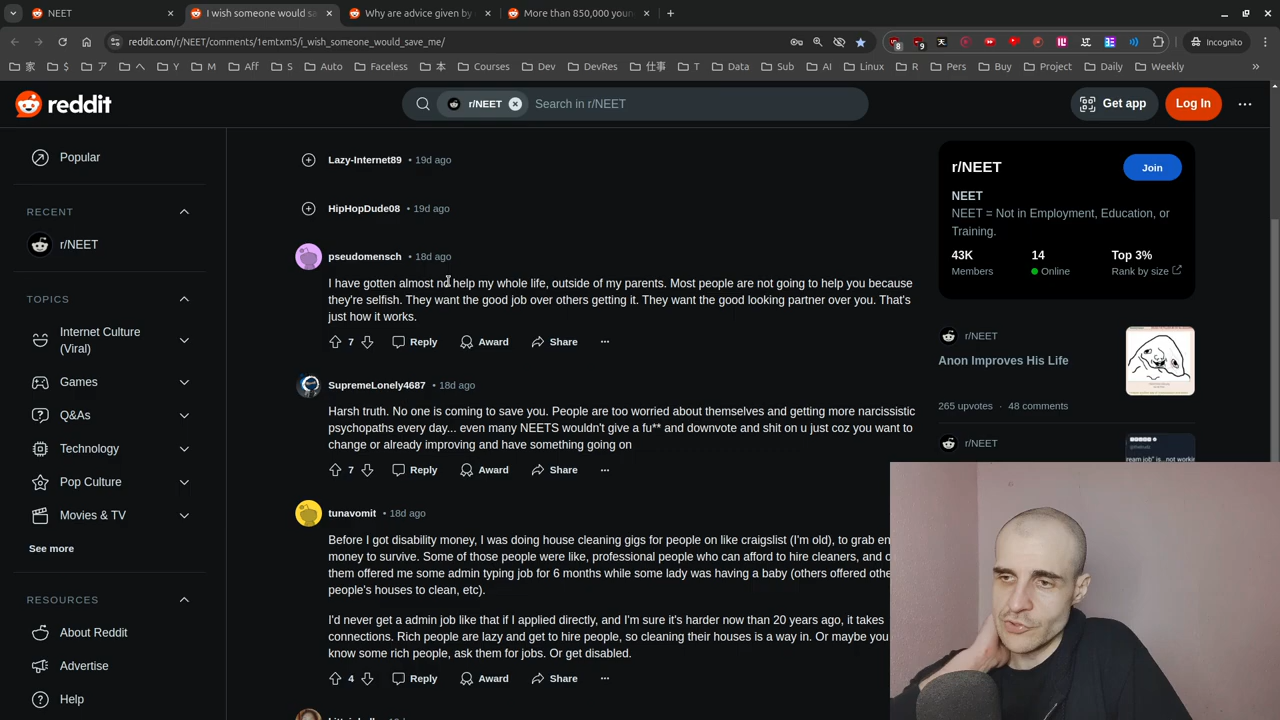 NEET
I wish someone would sa
Why are advice given by
More than 850,000 youn
reddit.com/r/NEET/comments/1emtxm5/i_wish_someone_would_save_me/
8
9
Incognito
家
$
ア
へ
Y
M
Aff
S
Auto
Faceless
本
Courses
Dev
DevRes
仕事
T
Data
Sub
AI
Linux
R
Pers
Buy
Project
Daily
Weekly
»
reddit
r/NEET
Search in r/NEET
Get app
Log In
Popular
RECENT
r/NEET
TOPICS
Internet Culture
(Viral)
Games
Q&As
Technology
Pop Culture
Movies & TV
See more
RESOURCES
About Reddit
Advertise
Help
Lazy-Internet89 • 19d ago
HipHopDude08 • 19d ago
pseudomensch • 18d ago
I have gotten almost no help my whole life, outside of my parents. Most people are not going to help you because
they're selfish. They want the good job over others getting it. They want the good looking partner over you. That's
just how it works.
7 Reply Award Share
SupremeLonely4687 • 18d ago
Harsh truth. No one is coming to save you. People are too worried about themselves and getting more narcissistic
psychopaths every day... even many NEETS wouldn't give a fu** and downvote and shit on u just coz you want to
change or already improving and have something going on
7 Reply Award Share
tunavomit • 18d ago
Before I got disability money, I was doing house cleaning gigs for people on like craigslist (I'm old), to grab en
money to survive. Some of those people were like, professional people who can afford to hire cleaners, and o
them offered me some admin typing job for 6 months while some lady was having a baby (others offered othe
people's houses to clean, etc).
I'd never get a admin job like that if I applied directly, and I'm sure it's harder now than 20 years ago, it takes
connections. Rich people are lazy and get to hire people, so cleaning their houses is a way in. Or maybe you
know some rich people, ask them for jobs. Or get disabled.
4 Reply Award Share
r/NEET
Join
NEET
NEET = Not in Employment, Education, or
Training.
43K 14 Top 3%
Members Online Rank by size
r/NEET
Anon Improves His Life
265 upvotes • 48 comments
r/NEET